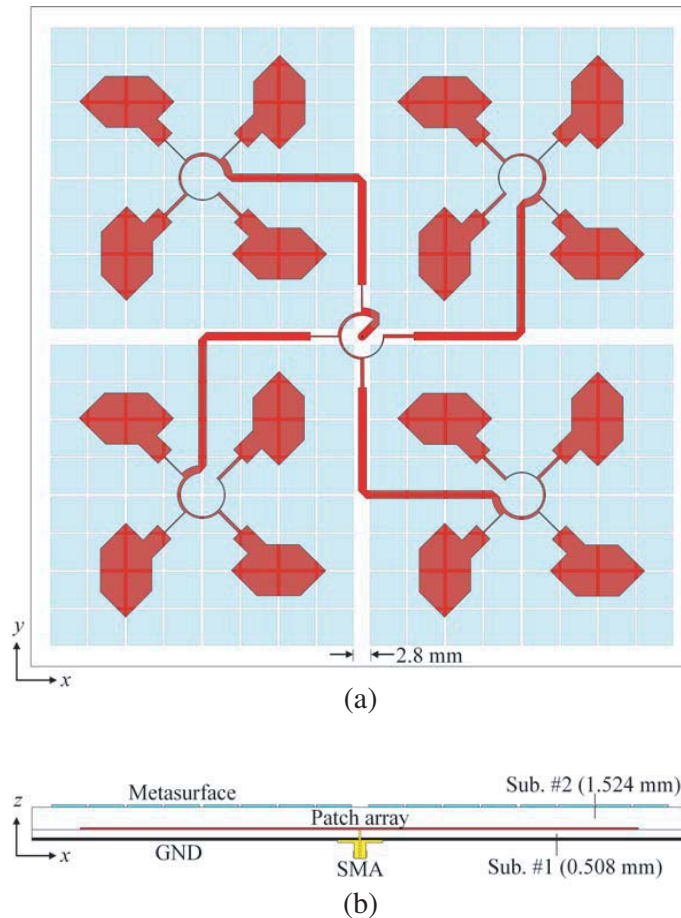 y
x
2.8 mm
(a)
z
Metasurface
Sub. #2 (1.524 mm)
Patch array
x
GND
SMA
Sub. #1 (0.508 mm)
(b)